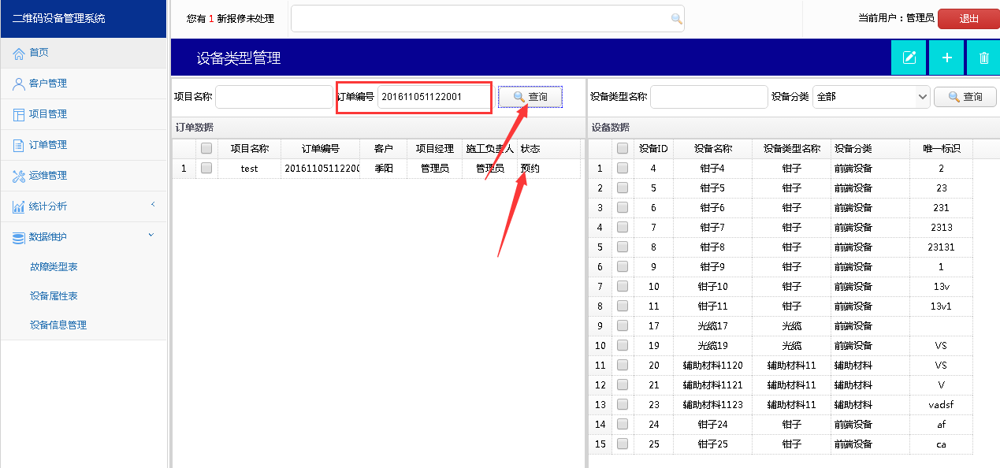 二维码设备管理系统
您有 1 新报修未处理
当前用户：管理员
退出
首页
客户管理
项目管理
订单管理
运维管理
统计分析
数据维护
故障类型表
设备属性表
设备信息管理
设备类型管理
项目名称
订单编号 201611051122001
查询
订单数据
项目名称 订单编号 客户 项目经理 施工负责人 状态
1 test 2016110511220 季阳 管理员 管理员 预约
设备类型名称
设备分类 全部
查询
设备数据
设备ID 设备名称 设备类型名称 设备分类 唯一标识
1 4 钳子4 钳子 前端设备 2
2 5 钳子5 钳子 前端设备 23
3 6 钳子6 钳子 前端设备 231
4 7 钳子7 钳子 前端设备 2313
5 8 钳子8 钳子 前端设备 23131
6 9 钳子9 钳子 前端设备 1
7 10 钳子10 钳子 前端设备 13v
8 11 钳子11 钳子 前端设备 13v1
9 17 光缆17 光缆 前端设备
10 19 光缆19 光缆 前端设备 VS
11 20 辅助材料1120 辅助材料11 辅助材料 VS
12 21 辅助材料1121 辅助材料11 辅助材料 V
13 23 辅助材料1123 辅助材料11 辅助材料 vadsf
14 24 钳子24 钳子 前端设备 af
15 25 钳子25 钳子 前端设备 ca